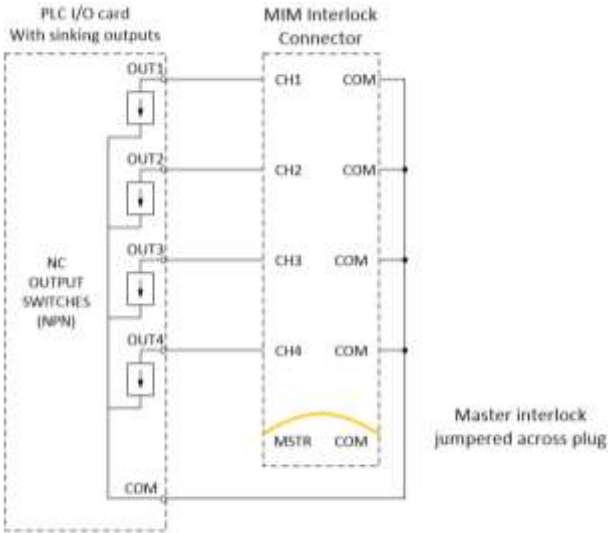 PLC I/O card
With sinking outputs
MIM Interlock
Connector
OUT1
CH1 COM
OUT2
CH2 COM
OUT3
CH3 COM
NC
OUTPUT
SWITCHES
(NPN)
OUT4
CH4 COM
MSTR COM
Master interlock
jumpered across plug
COM